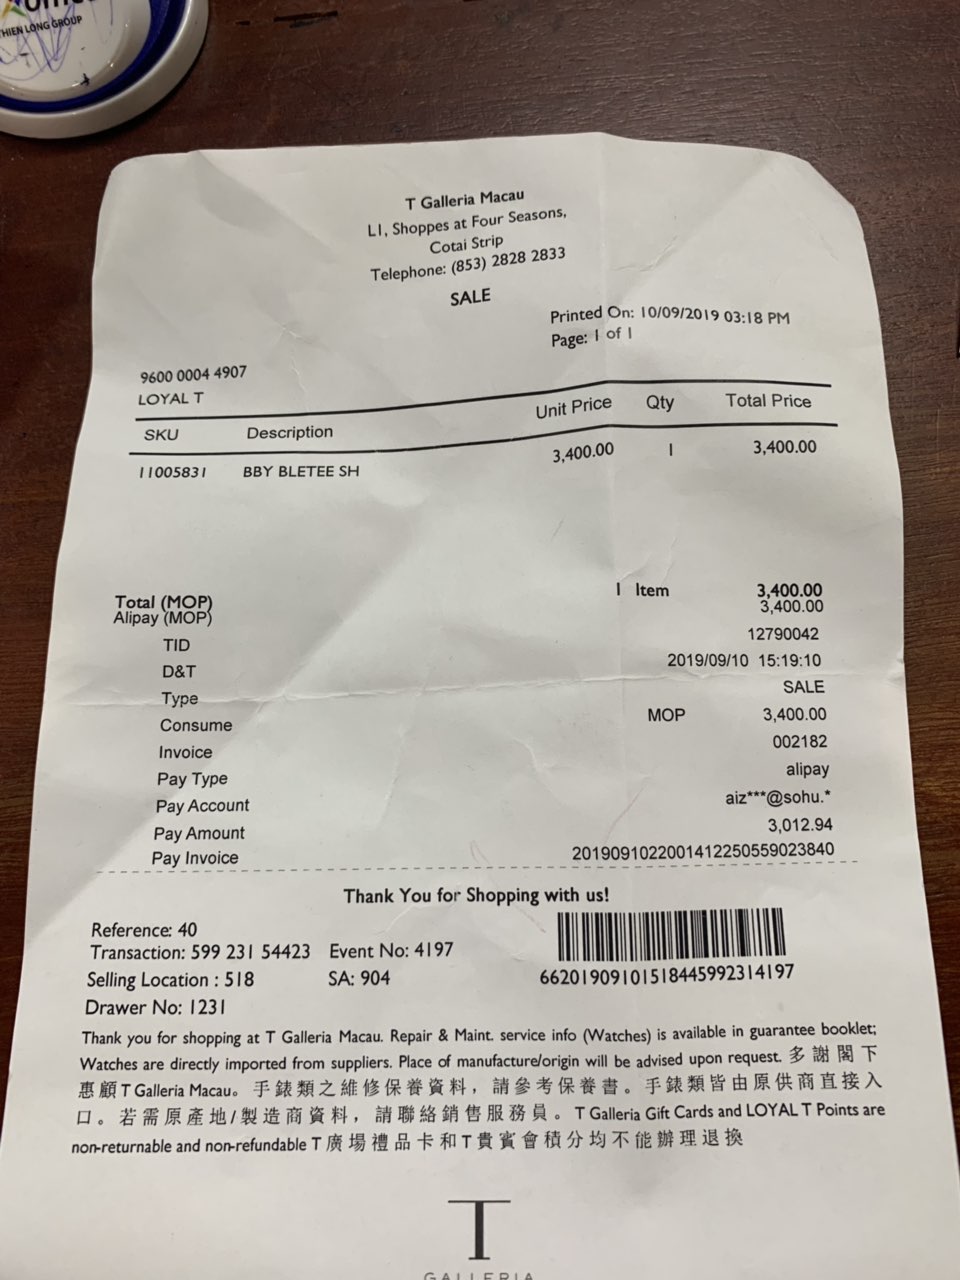 HIEN LONG GROUP
T Galleria Macau
L1, Shoppes at Four Seasons,
Cotai Strip
Telephone: (853) 2828 2833
SALE
Printed On: 10/09/2019 03:18 PM
Page: 1 of 1
9600 0004 4907
LOYAL T
SKU Description Unit Price Qty Total Price
11005831 BBY BLETEE SH 3,400.00 1 3,400.00
Total (MOP) 1 Item 3,400.00
Alipay (MOP) 3,400.00
TID 12790042
D&T 2019/09/10 15:19:10
Type SALE
Consume MOP 3,400.00
Invoice 002182
Pay Type alipay
Pay Account aiz***@sohu.*
Pay Amount 3,012.94
Pay Invoice 2019091022001412250559023840
Thank You for Shopping with us!
Reference: 40
Transaction: 599 231 54423 Event No: 4197
Selling Location : 518 SA: 904
Drawer No: 1231
6620190910151844599231 4197
Thank you for shopping at T Galleria Macau. Repair & Maint. service info (Watches) is available in guarantee booklet;
Watches are directly imported from suppliers. Place of manufacture/origin will be advised upon request. 多謝閣下
惠顧T Galleria Macau。手錶類之維修保養資料，請參考保養書。手錶類皆由原供商直接入
口。若需原產地/製造商資料，請聯絡銷售服務員。T Galleria Gift Cards and LOYAL T Points are
non-returnable and non-refundable T廣場禮品卡和T貴賓會積分均不能辦理退換
T
GALLERIA